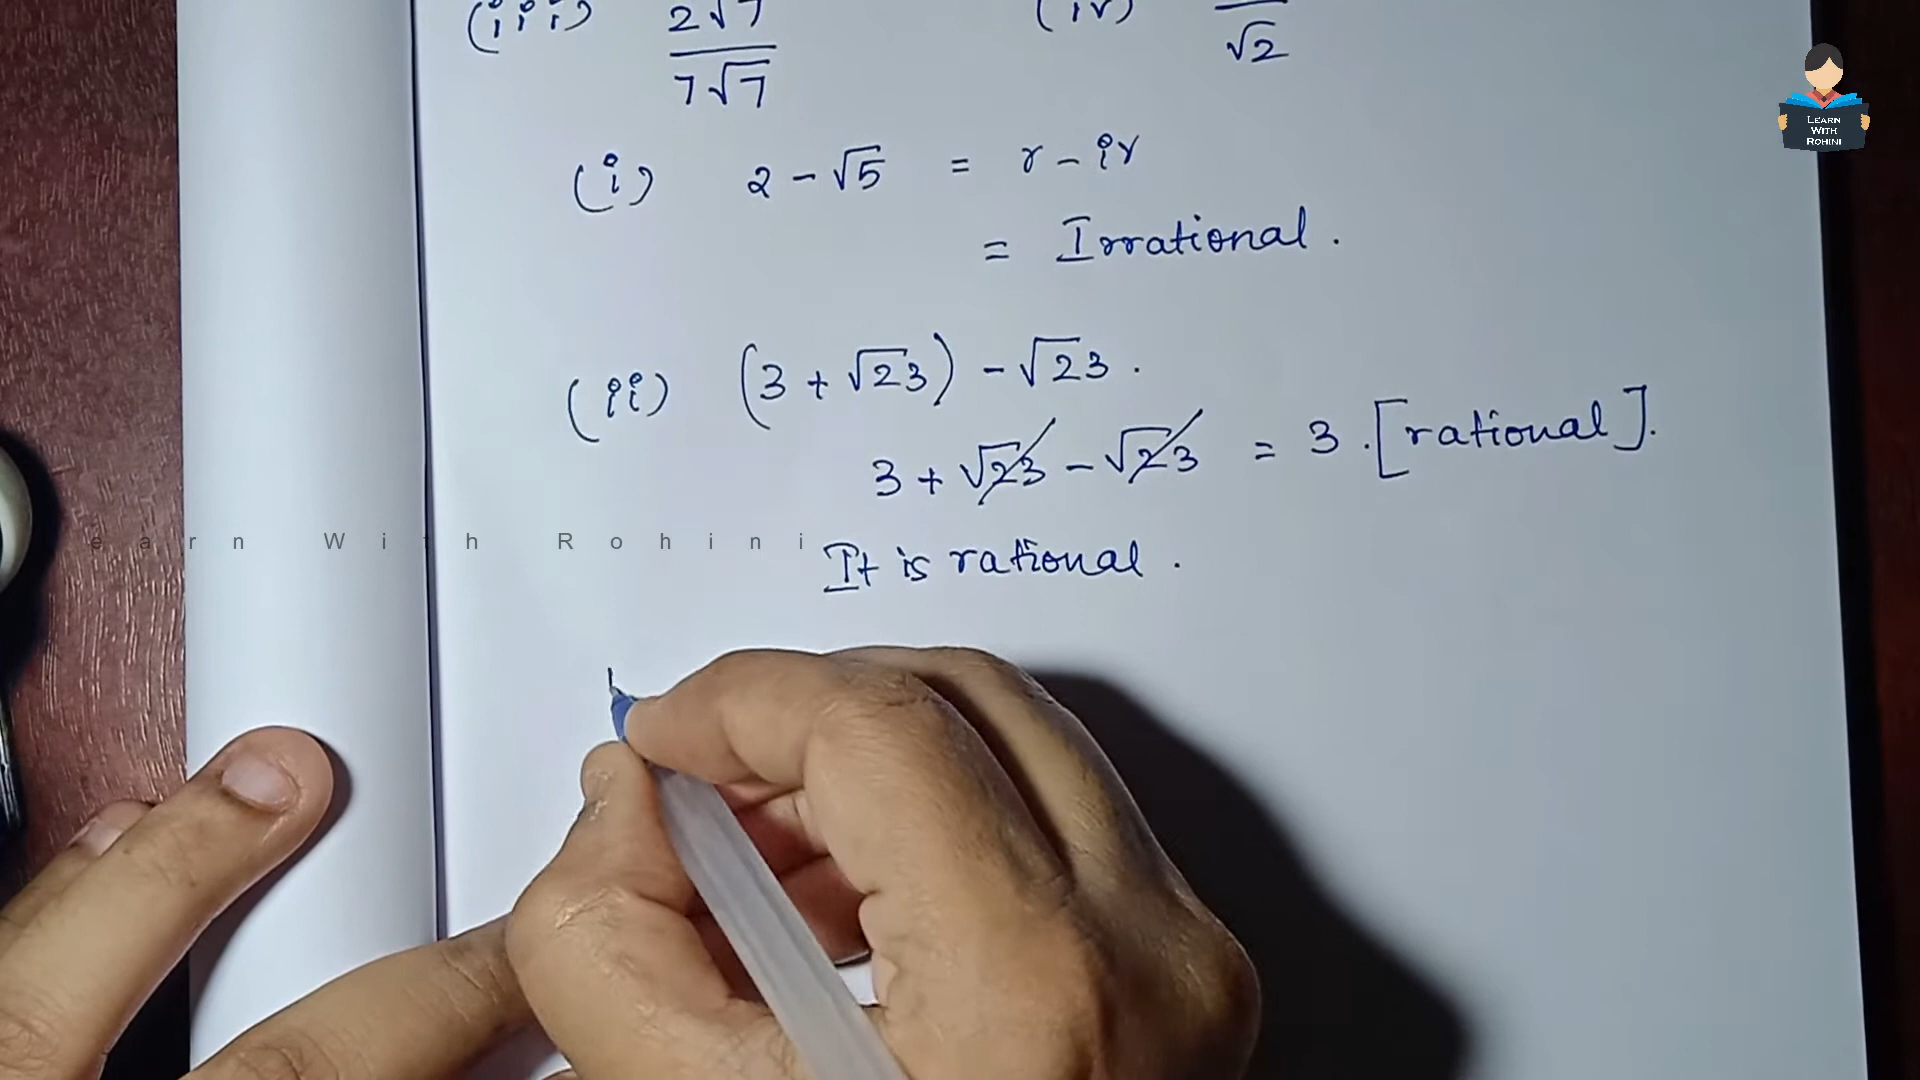 (iii) 2√7 / 7√7 (iv) / √2
LEARN
WITH
ROHINI
(i) 2 - √5 = r - ir
= Irrational.
(ii) (3 + √23) - √23.
3 + √23 - √23 = 3. [rational].
earn With Rohini
It is rational.